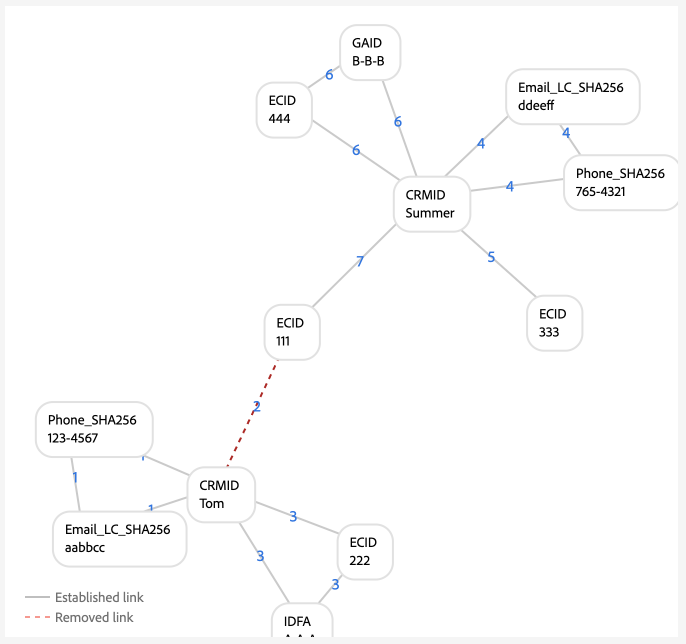 GAID
B-B-B
6
ECID
444
6
6
Email_LC_SHA256
ddeeff
4
4
Phone_SHA256
765-4321
4
CRMID
Summer
7
5
ECID
111
ECID
333
2
Phone_SHA256
123-4567
1
1
CRMID
Tom
1
Email_LC_SHA256
aabbcc
3
3
ECID
222
3
IDFA
A-A-A
Established link
Removed link